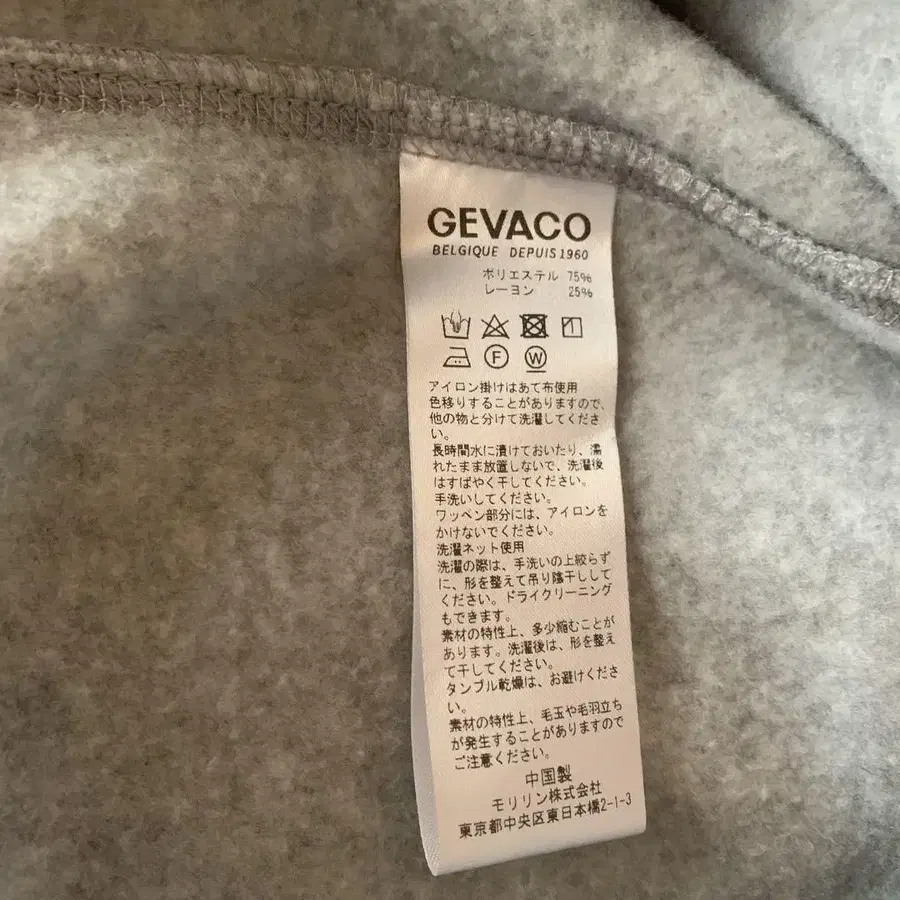 GEVACO
BELGIQUE DEPUIS 1960
ポリエステル 75%
レーヨン 25%
F W
アイロン掛けはあて布使用
色移りすることがありますので、
他の物と分けて洗濯してくださ
い。
長時間水に漬けておいたり、濡
れたまま放置しないで、洗濯後
はすばやく干してください。
手洗いしてください。
ワッペン部分には、アイロンを
かけないでください。
洗濯ネット使用
洗濯の際は、手洗いの上絞らず
に、形を整えて吊り陰干しして
ください。ドライクリーニング
もできます。
素材の特性上、多少縮むことが
あります。洗濯後は、形を整え
て干してください。
タンブル乾燥は、お避けくださ
い。
素材の特性上、毛玉や毛羽立ち
が発生することがありますので
ご注意ください。
中国製
モリリン株式会社
東京都中央区東日本橋2-1-3